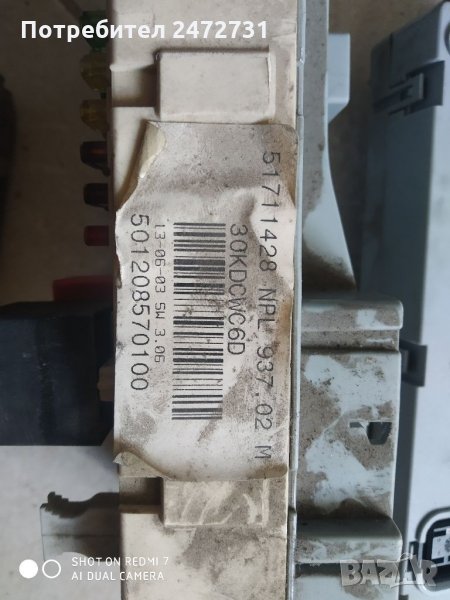 Потребител 2472731
51711428 NPL 937.02 M
30KDCWC6D
13-06-03 SW 3.06
501208570100
SHOT ON REDMI 7
AI DUAL CAMERA
BAZAR